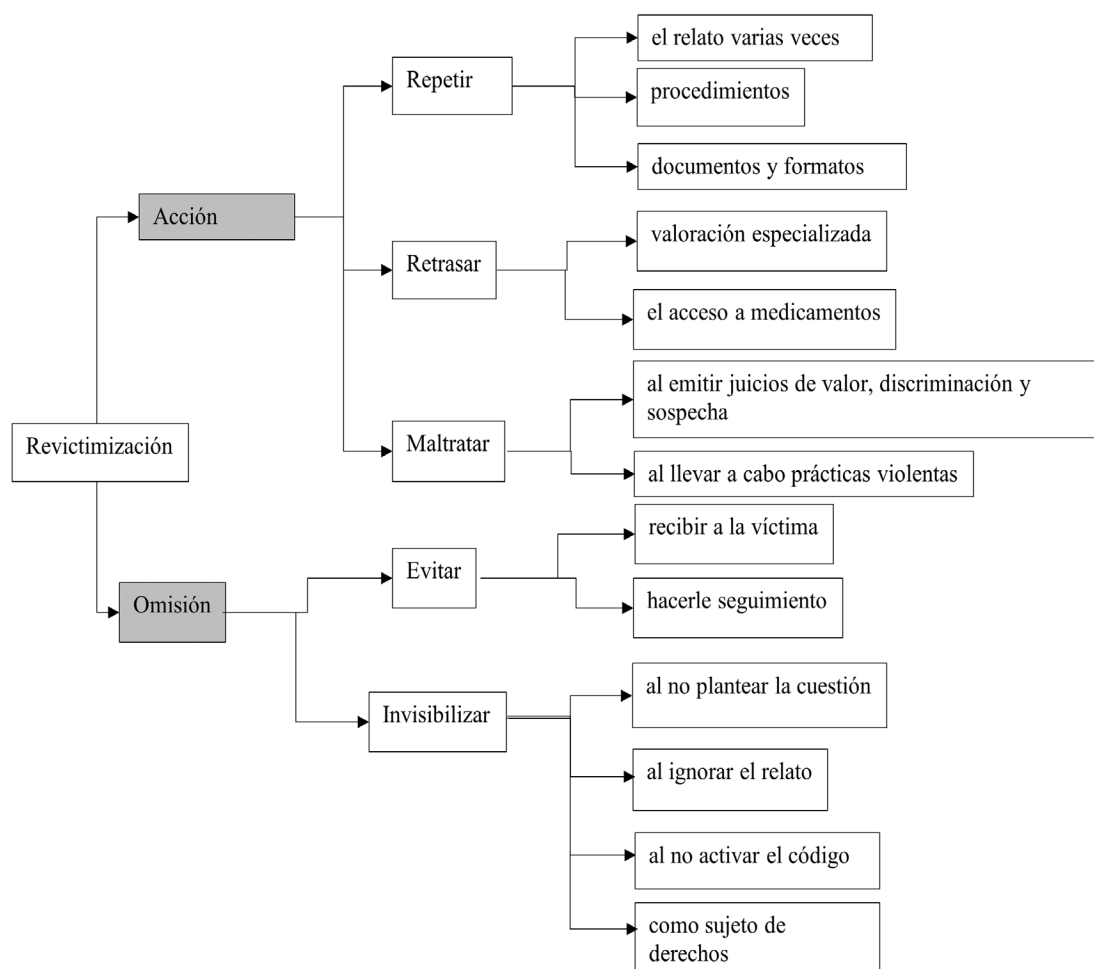 el relato varias veces
Repetir
procedimientos
documentos y formatos
Acción
valoración especializada
Retrasar
el acceso a medicamentos
al emitir juicios de valor, discriminación y
sospecha
Revictimización
Maltratar
al llevar a cabo prácticas violentas
recibir a la víctima
Evitar
Omisión
hacerle seguimiento
al no plantear la cuestión
Invisibilizar
al ignorar el relato
al no activar el código
como sujeto de
derechos